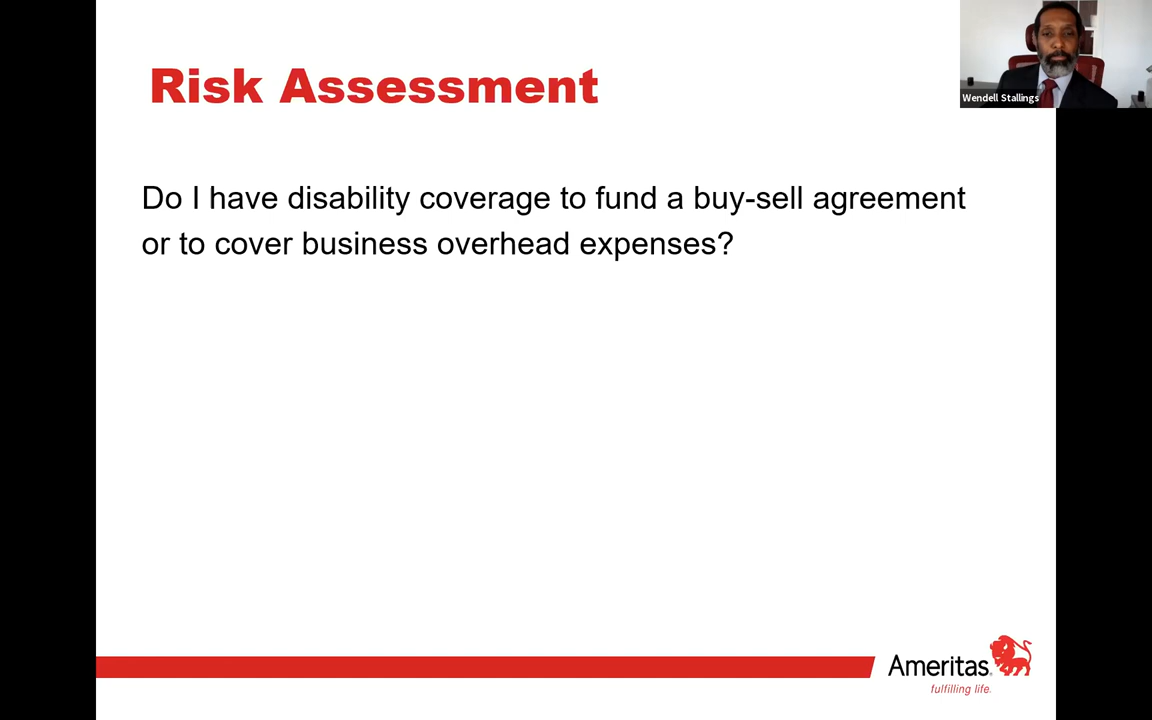 Risk Assessment
Wendell Stallings
Do I have disability coverage to fund a buy-sell agreement
or to cover business overhead expenses?
Ameritas
fulfilling life.